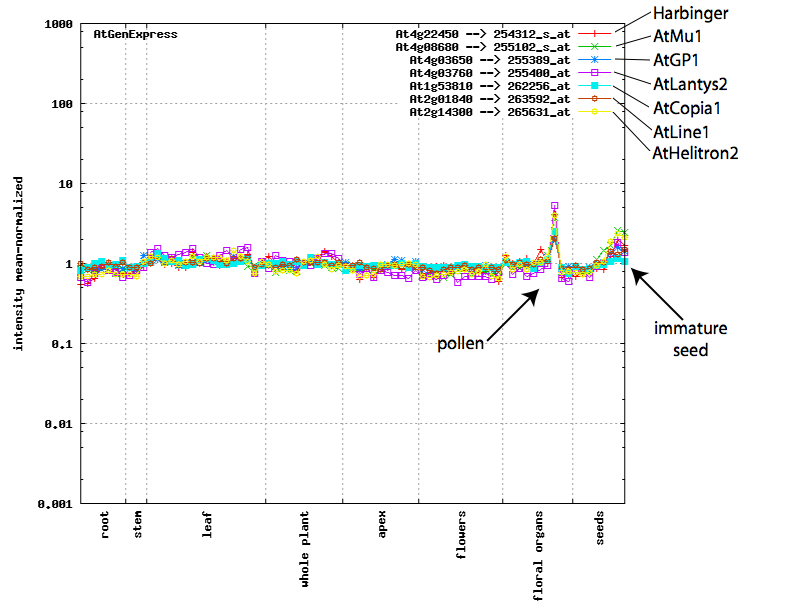 1000
100
10
1
0.1
0.01
0.001
intensity mean-normalized
AtGenExpress
At4g22450 --> 254312_s_at
At4g08680 --> 255102_s_at
At4g03650 --> 255389_at
At4g03760 --> 255400_at
At1g53810 --> 262256_at
At2g01840 --> 263592_at
At2g14300 --> 265631_at
Harbinger
AtMu1
AtGP1
AtLantys2
AtCopia1
AtLine1
AtHelitron2
pollen
immature
seed
root
stem
leaf
whole plant
apex
flowers
floral organs
seeds